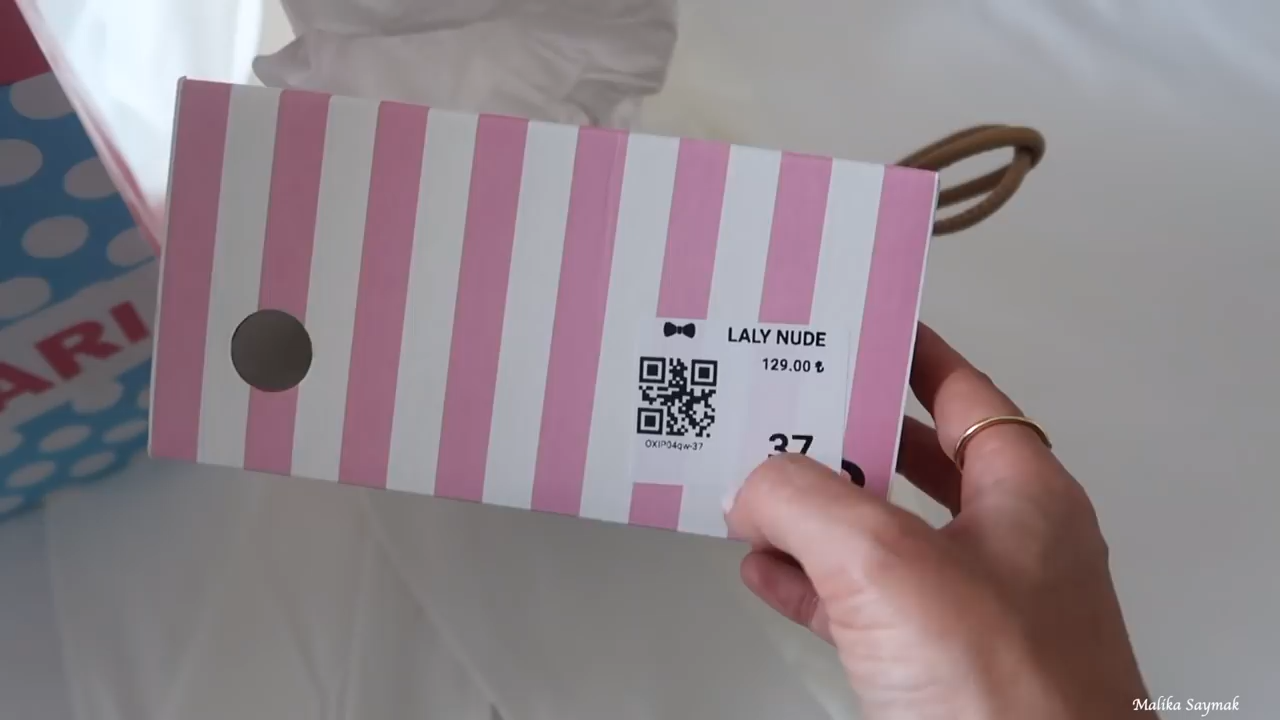 ARI
LALY NUDE
129.00 ₺
OXIP04qw-37
37
Malika Saymak